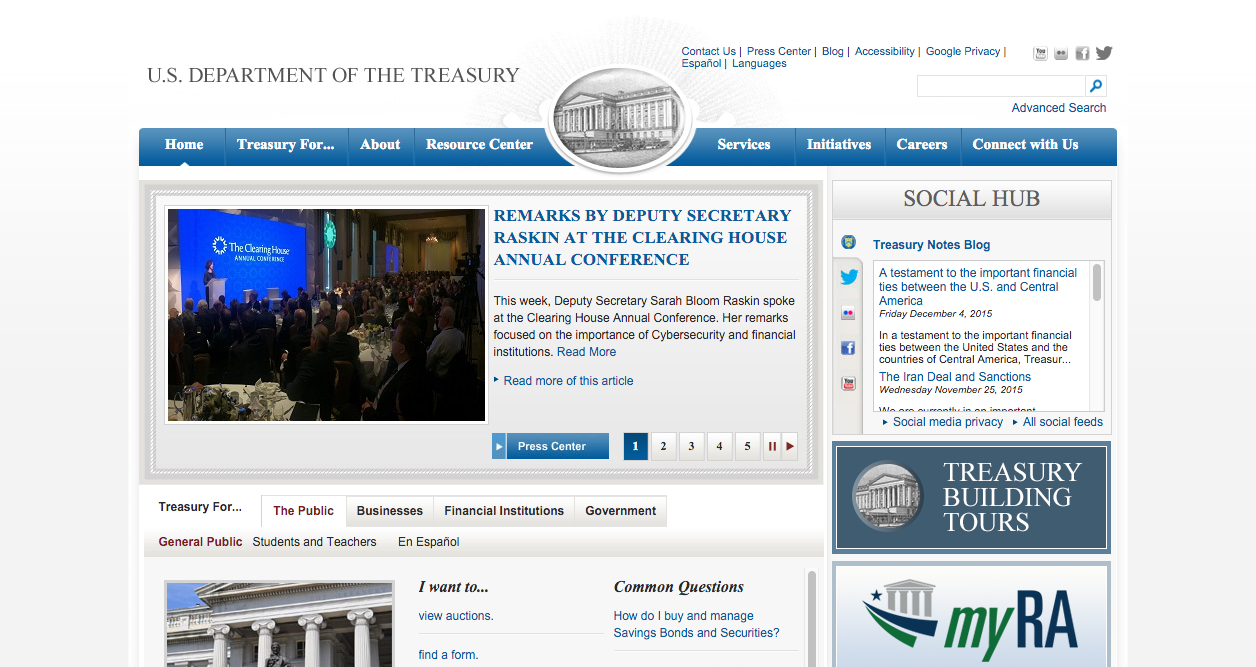 Contact Us | Press Center | Blog | Accessibility | Google Privacy |
Español | Languages
U.S. DEPARTMENT OF THE TREASURY
Advanced Search
Home Treasury For... About Resource Center Services Initiatives Careers Connect with Us
The Clearing House
ANNUAL CONFERENCE
REMARKS BY DEPUTY SECRETARY
RASKIN AT THE CLEARING HOUSE
ANNUAL CONFERENCE
This week, Deputy Secretary Sarah Bloom Raskin spoke
at the Clearing House Annual Conference. Her remarks
focused on the importance of Cybersecurity and financial
institutions. Read More
Read more of this article
Press Center 1 2 3 4 5
SOCIAL HUB
Treasury Notes Blog
A testament to the important financial
ties between the U.S. and Central
America
Friday December 4, 2015
In a testament to the important financial
ties between the United States and the
countries of Central America, Treasur...
The Iran Deal and Sanctions
Wednesday November 25, 2015
We are currently in an important
Social media privacy All social feeds
TREASURY
BUILDING
TOURS
myRA
Treasury For... The Public Businesses Financial Institutions Government
General Public Students and Teachers En Español
I want to...
view auctions.
find a form.
Common Questions
How do I buy and manage
Savings Bonds and Securities?